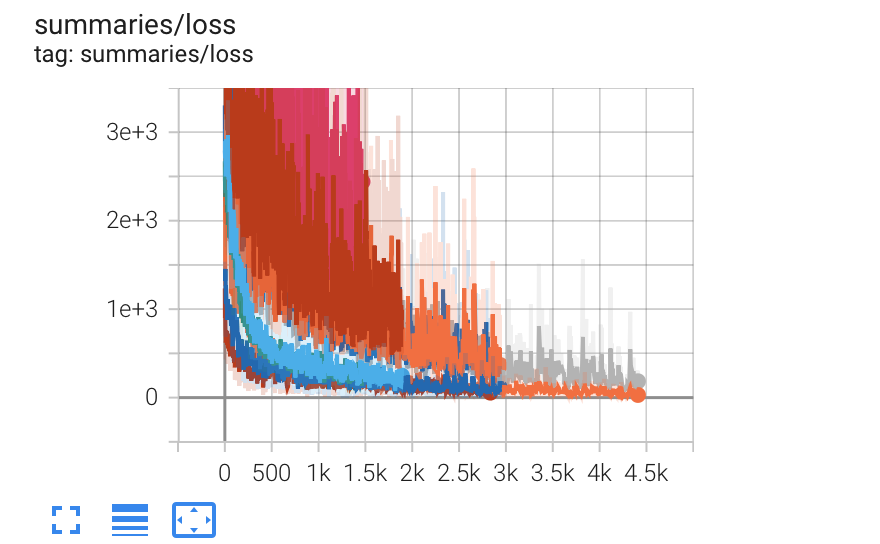 summaries/loss
tag: summaries/loss
3e+3
2e+3
1e+3
0
0 500 1k 1.5k 2k 2.5k 3k 3.5k 4k 4.5k